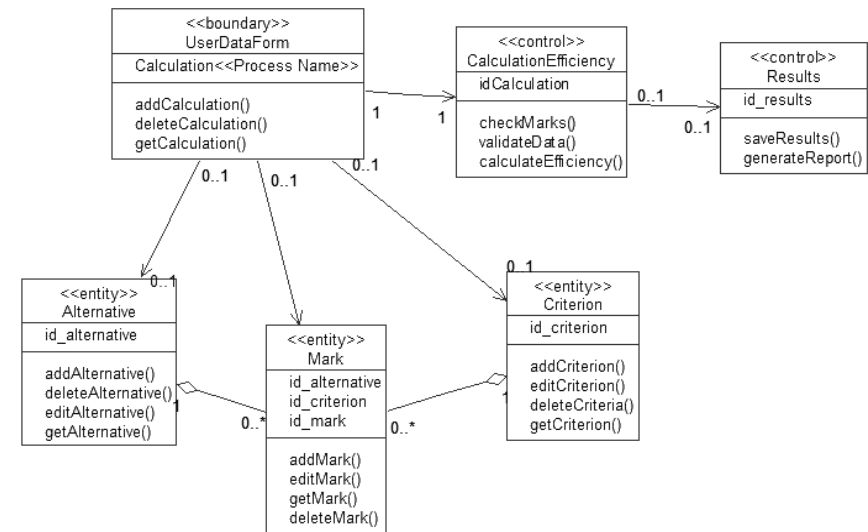 <<boundary>>
UserDataForm
Calculation<<Process Name>>
addCalculation()
deleteCalculation()
getCalculation()
<<control>>
CalculationEfficiency
idCalculation
checkMarks()
validateData()
calculateEfficiency()
<<control>>
Results
id_results
saveResults()
generateReport()
1
1
0..1
0..1
0..1
0..1
0..1
0..1
0..1
<<entity>>
Alternative
id_alternative
addAlternative()
deleteAlternative()
editAlternative()
getAlternative()
1
0..*
<<entity>>
Mark
id_alternative
id_criterion
id_mark
addMark()
editMark()
getMark()
deleteMark()
0..*
1
<<entity>>
Criterion
id_criterion
addCriterion()
editCriterion()
deleteCriteria()
getCriterion()